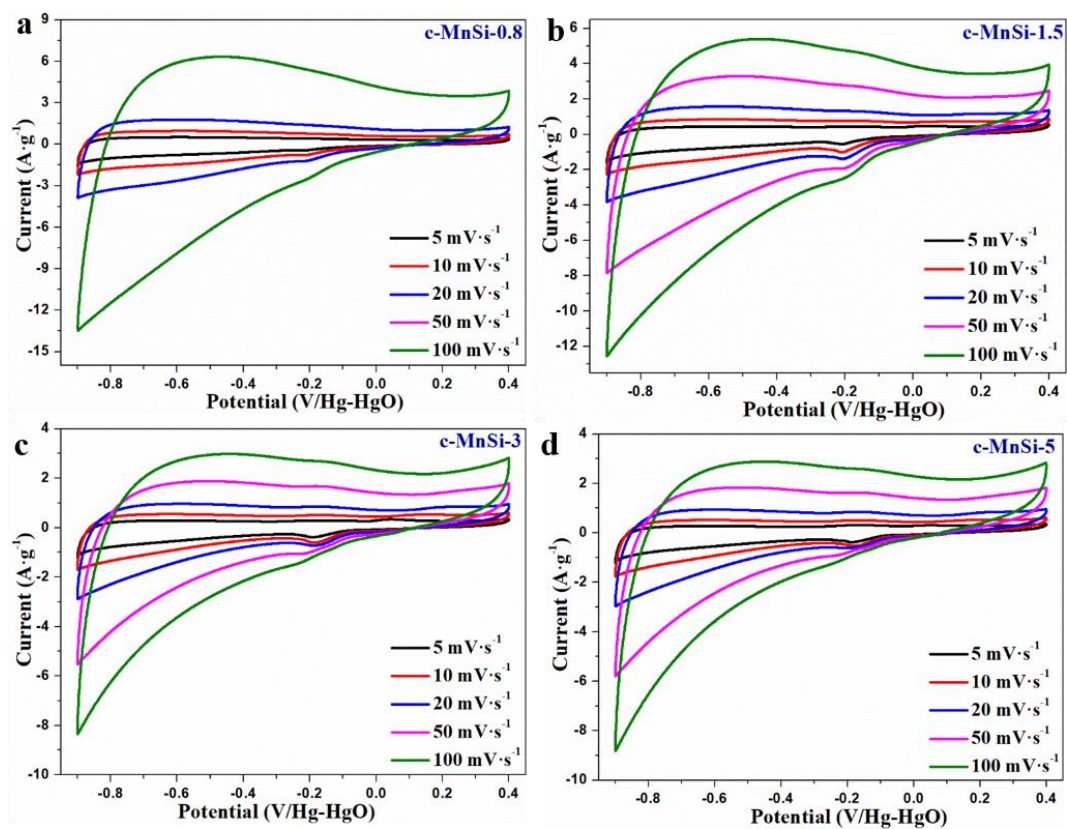 a
c-MnSi-0.8
9
6
3
0
-3
-6
-9
-12
-15
Current (A·g-1)
5 mV·s-1
10 mV·s-1
20 mV·s-1
50 mV·s-1
100 mV·s-1
-0.8 -0.6 -0.4 -0.2 0.0 0.2 0.4
Potential (V/Hg-HgO)
b
c-MnSi-1.5
6
4
2
0
-2
-4
-6
-8
-10
-12
Current (A·g-1)
5 mV·s-1
10 mV·s-1
20 mV·s-1
50 mV·s-1
100 mV·s-1
-0.8 -0.6 -0.4 -0.2 0.0 0.2 0.4
Potential (V/Hg-HgO)
c
c-MnSi-3
4
2
0
-2
-4
-6
-8
-10
Current (A·g-1)
5 mV·s-1
10 mV·s-1
20 mV·s-1
50 mV·s-1
100 mV·s-1
-0.8 -0.6 -0.4 -0.2 0.0 0.2 0.4
Potential (V/Hg-HgO)
d
c-MnSi-5
4
2
0
-2
-4
-6
-8
-10
Current (A·g-1)
5 mV·s-1
10 mV·s-1
20 mV·s-1
50 mV·s-1
100 mV·s-1
-0.8 -0.6 -0.4 -0.2 0.0 0.2 0.4
Potential (V/Hg-HgO)